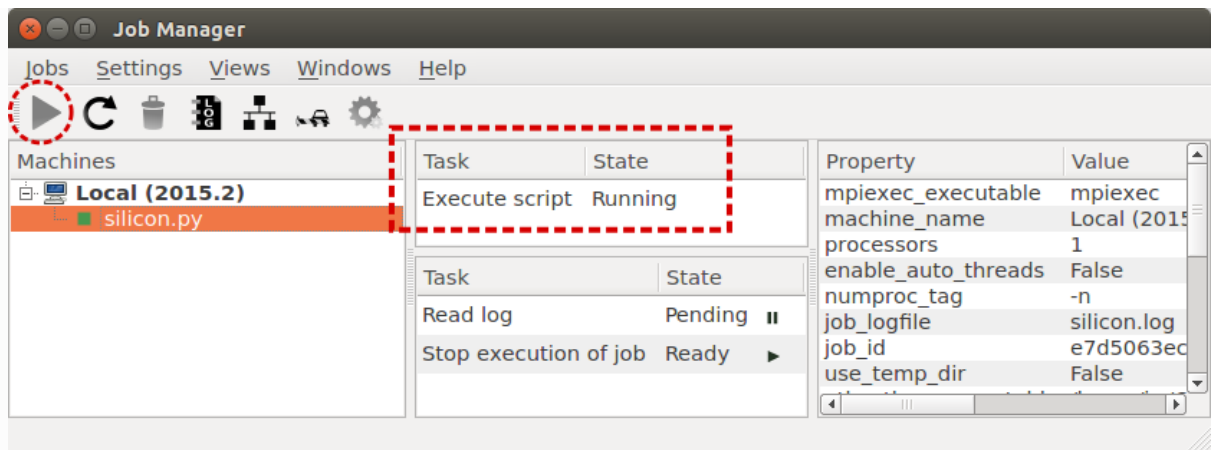 Job Manager
Jobs Settings Views Windows Help
LOG
Machines
Local (2015.2)
silicon.py
Task State
Execute script Running
Task State
Read log Pending
Stop execution of job Ready
Property Value
mpiexec_executable mpiexec
machine_name Local (2015
processors 1
enable_auto_threads False
numproc_tag -n
job_logfile silicon.log
job_id e7d5063ec
use_temp_dir False